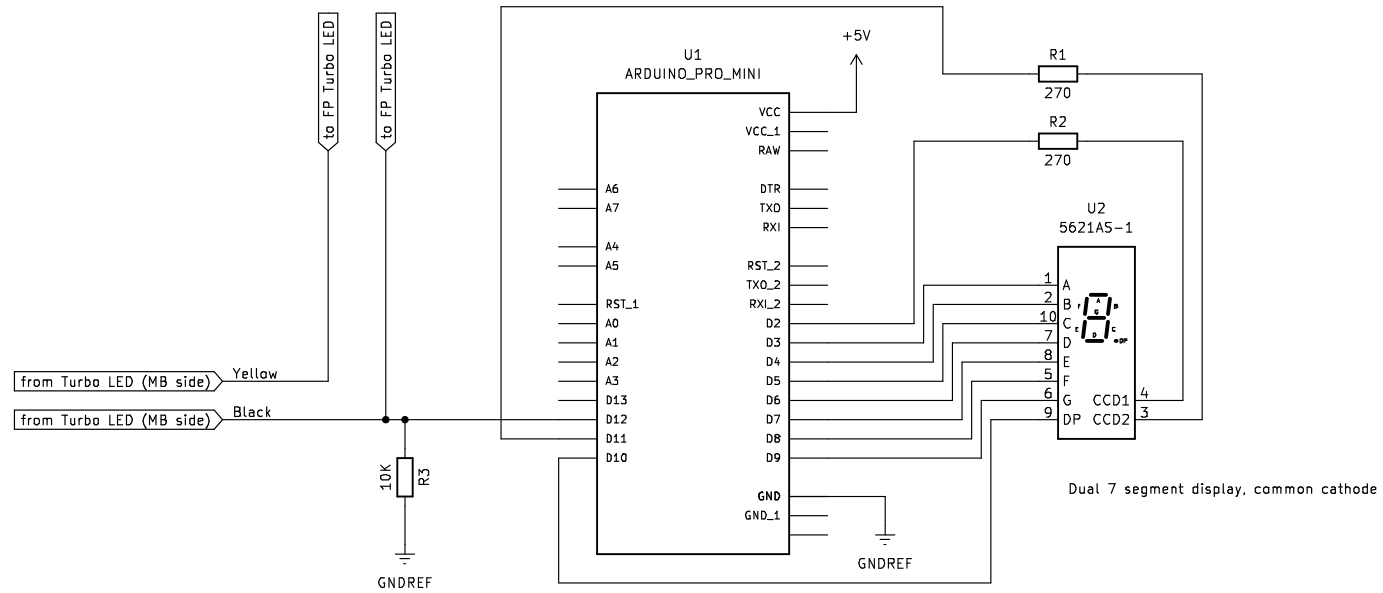 to FP Turbo LED
to FP Turbo LED
from Turbo LED (MB side)
Yellow
from Turbo LED (MB side)
Black
10K
R3
GNDREF
U1
ARDUINO_PRO_MINI
A6
A7
A4
A5
RST_1
A0
A1
A2
A3
D13
D12
D11
D10
VCC
VCC_1
RAW
DTR
TXO
RXI
RST_2
TXO_2
RXI_2
D2
D3
D4
D5
D6
D7
D8
D9
GND
GND_1
+5V
GNDREF
R1
270
R2
270
U2
5621AS-1
1 A
2 B
10 C
7 D
8 E
5 F
6 G CCD1 4
9 DP CCD2 3
A
F B
G
E C
D
DP
Dual 7 segment display, common cathode